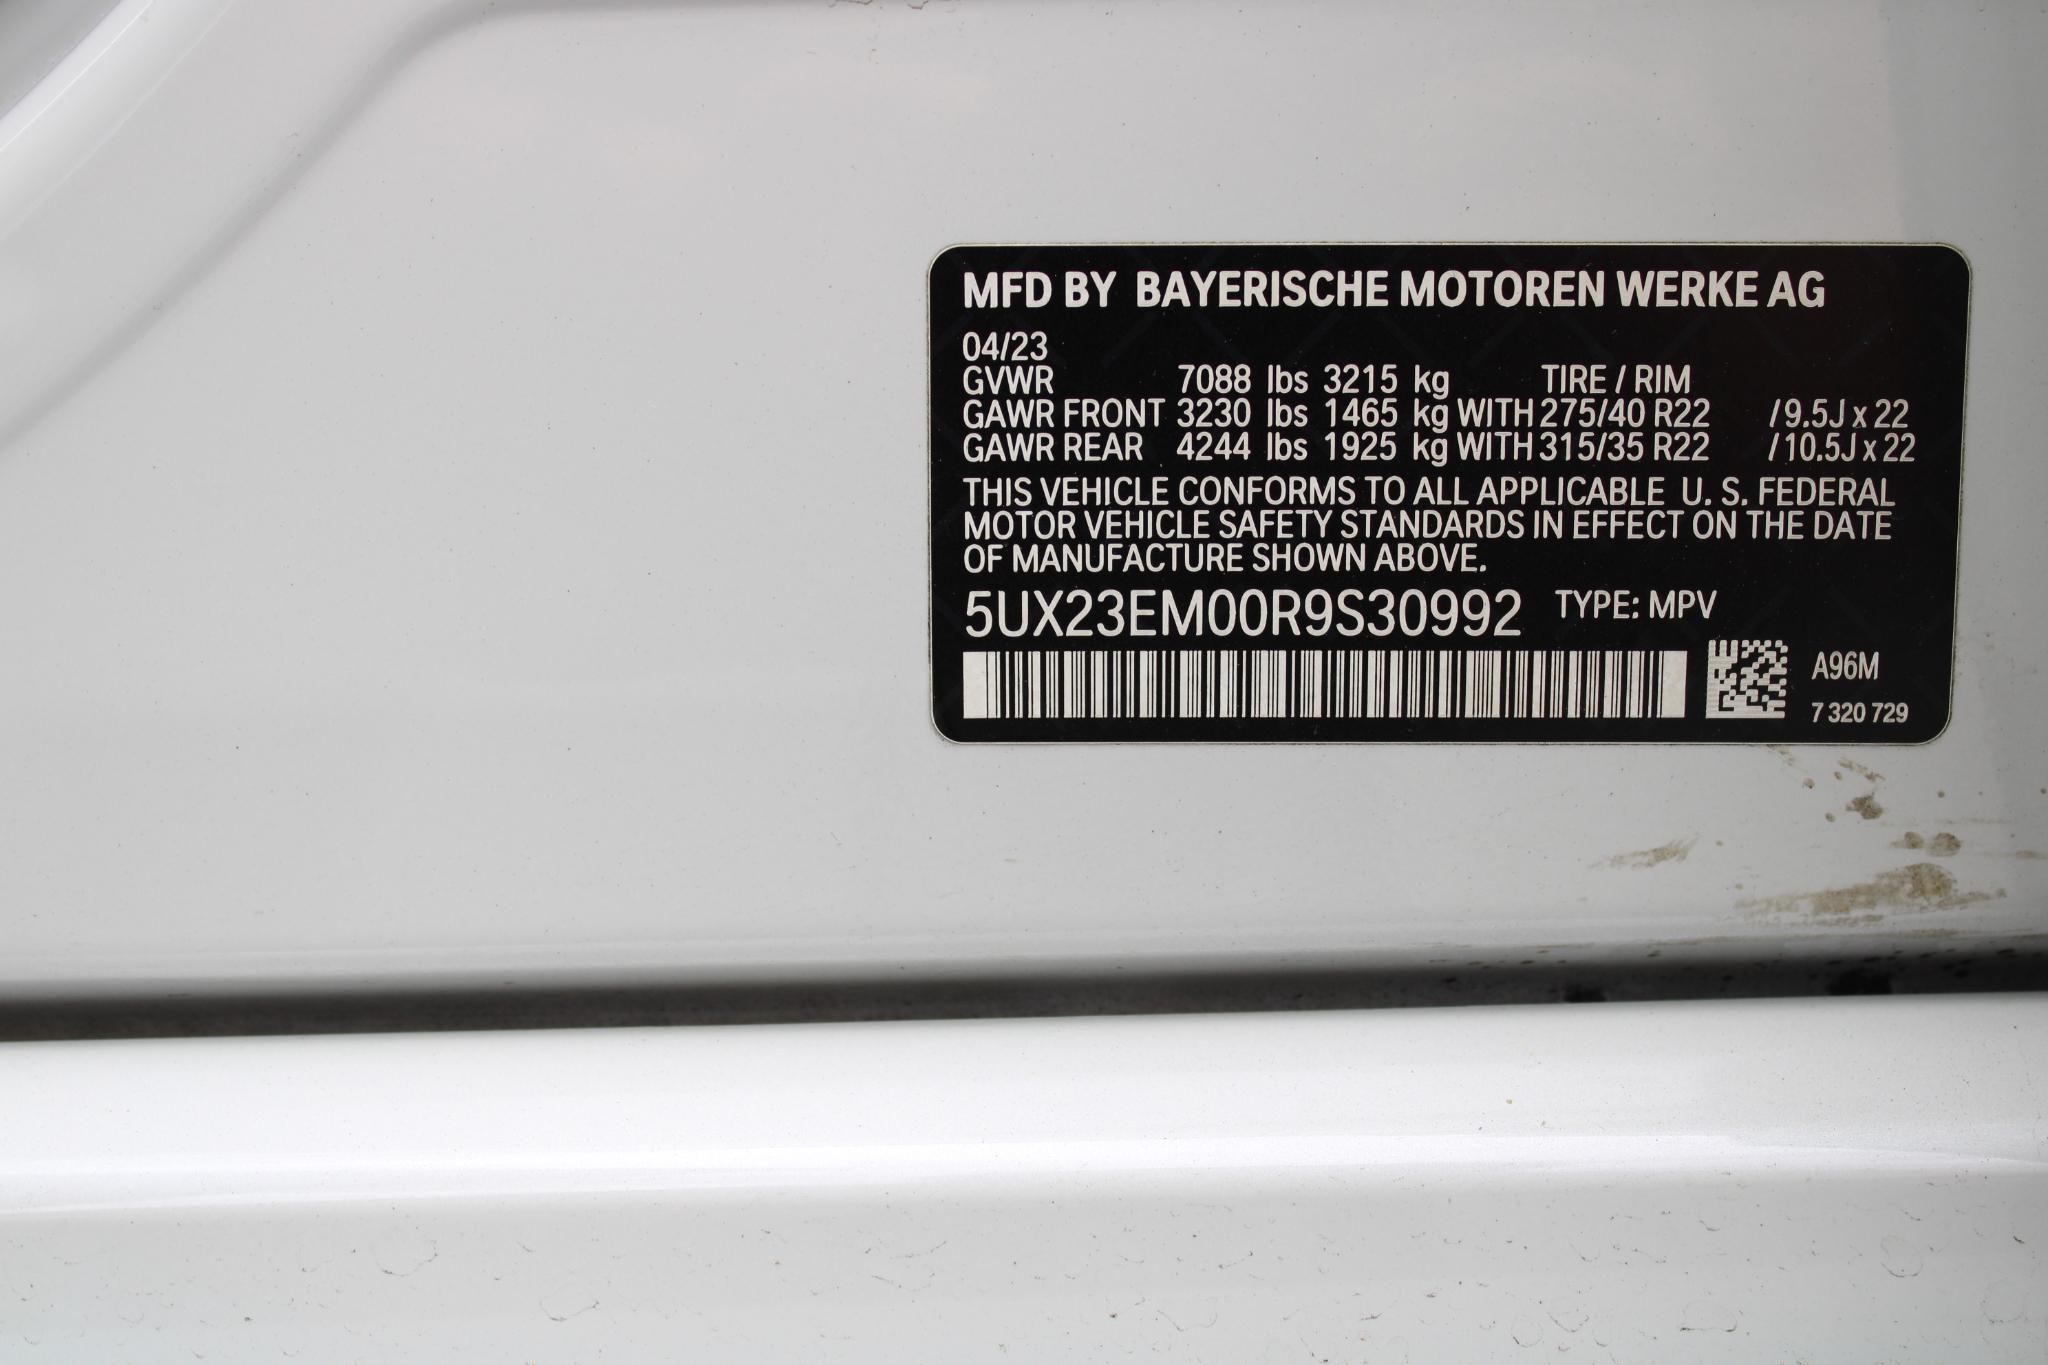 MFD BY BAYERISCHE MOTOREN WERKE AG
04/23
GVWR 7088 lbs 3215 kg TIRE / RIM
GAWR FRONT 3230 lbs 1465 kg WITH 275/40 R22 / 9.5J x 22
GAWR REAR 4244 lbs 1925 kg WITH 315/35 R22 / 10.5J x 22
THIS VEHICLE CONFORMS TO ALL APPLICABLE U. S. FEDERAL
MOTOR VEHICLE SAFETY STANDARDS IN EFFECT ON THE DATE
OF MANUFACTURE SHOWN ABOVE.
5UX23EM00R9S30992 TYPE: MPV
A96M
7 320 729